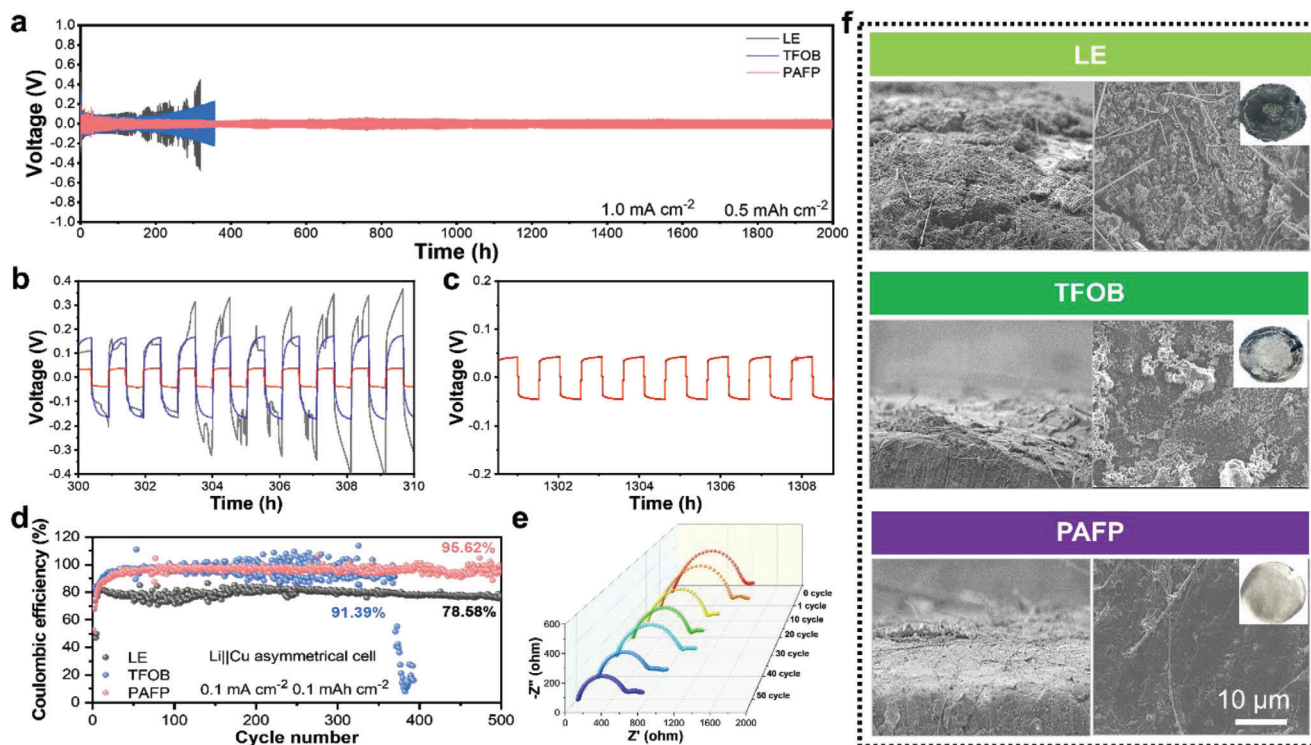 a
1.0
0.8
0.6
0.4
0.2
0.0
-0.2
-0.4
-0.6
-0.8
-1.0
Voltage (V)
LE
TFOB
PAFP
1.0 mA cm⁻² 0.5 mAh cm⁻²
0 200 400 600 800 1000 1200 1400 1600 1800 2000
Time (h)
b
0.4
0.3
0.2
0.1
0.0
-0.1
-0.2
-0.3
-0.4
Voltage (V)
300 302 304 306 308 310
Time (h)
c
0.2
0.1
0.0
-0.1
-0.2
Voltage (V)
1302 1304 1306 1308
Time (h)
d
120
100
80
60
40
20
0
Coulombic efficiency (%)
95.62%
91.39%
78.58%
LE
TFOB
PAFP
Li||Cu asymmetrical cell
0.1 mA cm⁻² 0.1 mAh cm⁻²
0 100 200 300 400 500
Cycle number
e
600
400
200
0
-Z'' (ohm)
0 400 800 1200 1600 2000
Z' (ohm)
0 cycle
1 cycle
10 cycle
20 cycle
30 cycle
40 cycle
50 cycle
f
LE
TFOB
PAFP
10 µm